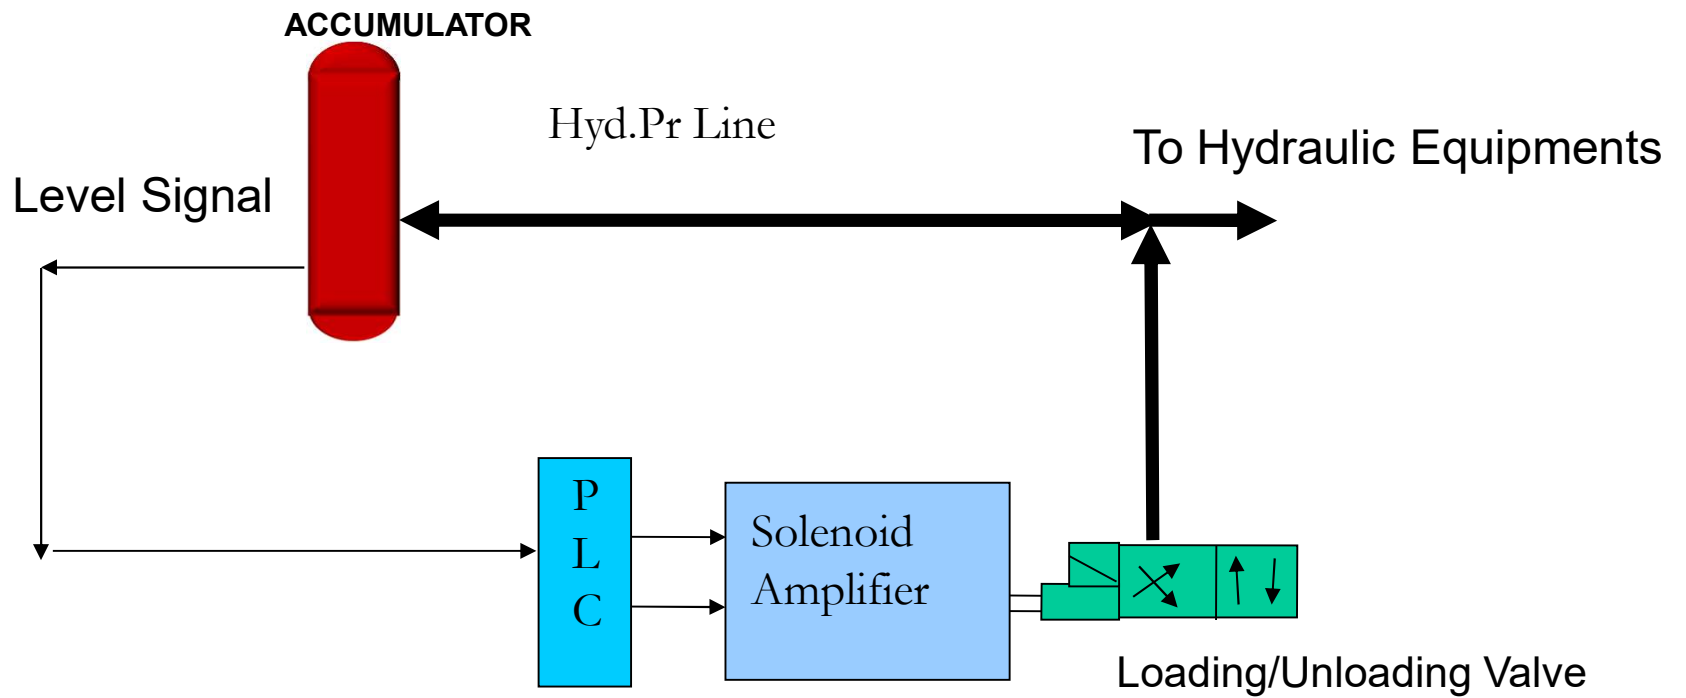 ACCUMULATOR
Hyd.Pr Line
To Hydraulic Equipments
Level Signal
P
L
C
Solenoid
Amplifier
Loading/Unloading Valve